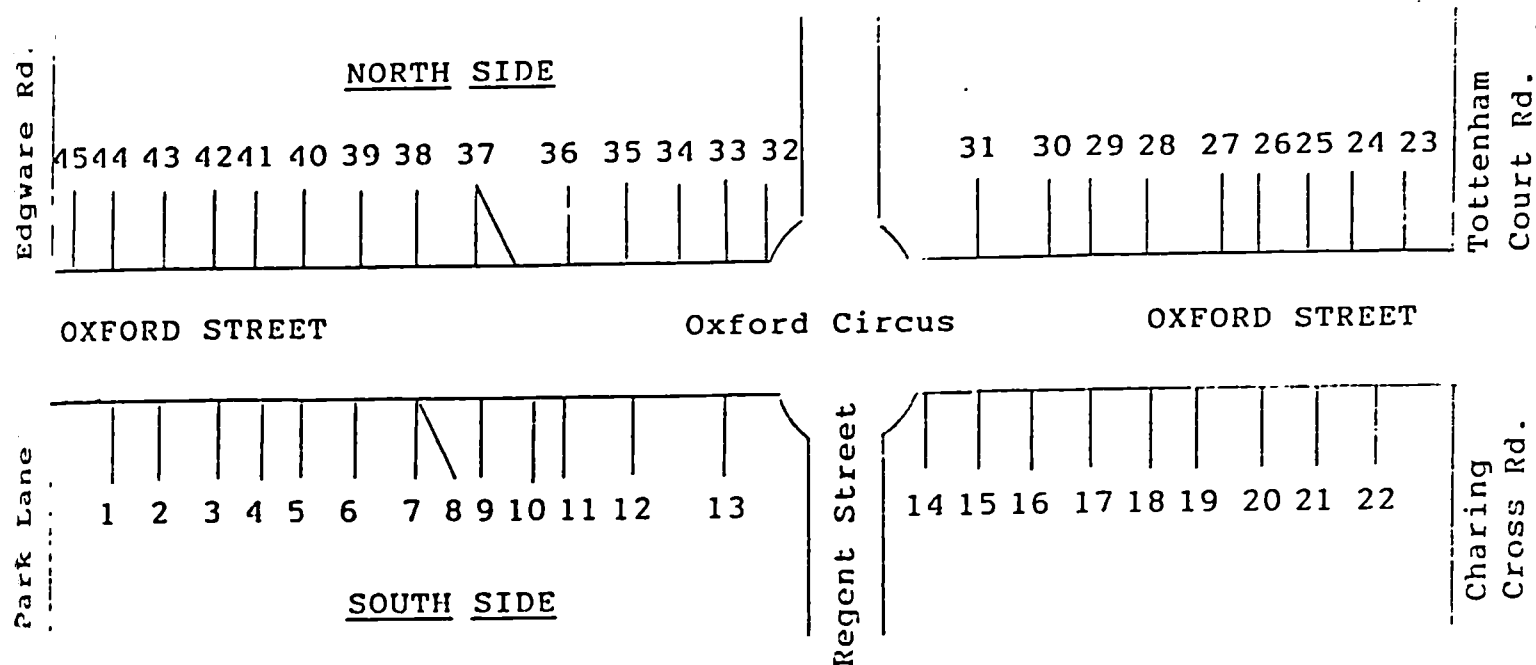 NORTH SIDE
Edgware Rd.
45 44 43 42 41 40 39 38 37 36 35 34 33 32
31 30 29 28 27 26 25 24 23
Tottenham
Court Rd.
OXFORD STREET
Oxford Circus
OXFORD STREET
Park Lane
1 2 3 4 5 6 7 8 9 10 11 12 13
Regent Street
14 15 16 17 18 19 20 21 22
Charing
Cross Rd.
SOUTH SIDE